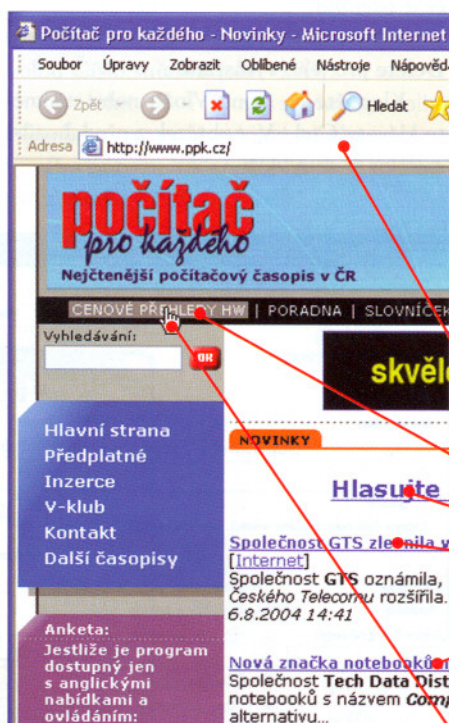 Počítač pro každého - Novinky - Microsoft Internet
Soubor Úpravy Zobrazit Oblíbené Nástroje Nápověd
Zpět Hledat
Adresa http://www.ppk.cz/
počítač
pro každého
Nejčtenější počítačový časopis v ČR
CENOVÉ PŘEHLEDY HW | PORADNA | SLOVNÍČEK
Vyhledávání:
OK
skvěl
Hlavní strana
Předplatné
Inzerce
V-klub
Kontakt
Další časopisy
NOVINKY
Hlasujte
Společnost GTS zlevnila v
[Internet]
Společnost GTS oznámila,
Českého Telecomu rozšířila.
6.8.2004 14:41
Anketa:
Jestliže je program
dostupný jen
s anglickými
nabídkami a
ovládáním:
Nová značka notebooků
Společnost Tech Data Dist
notebooků s názvem Comp
alternativu...